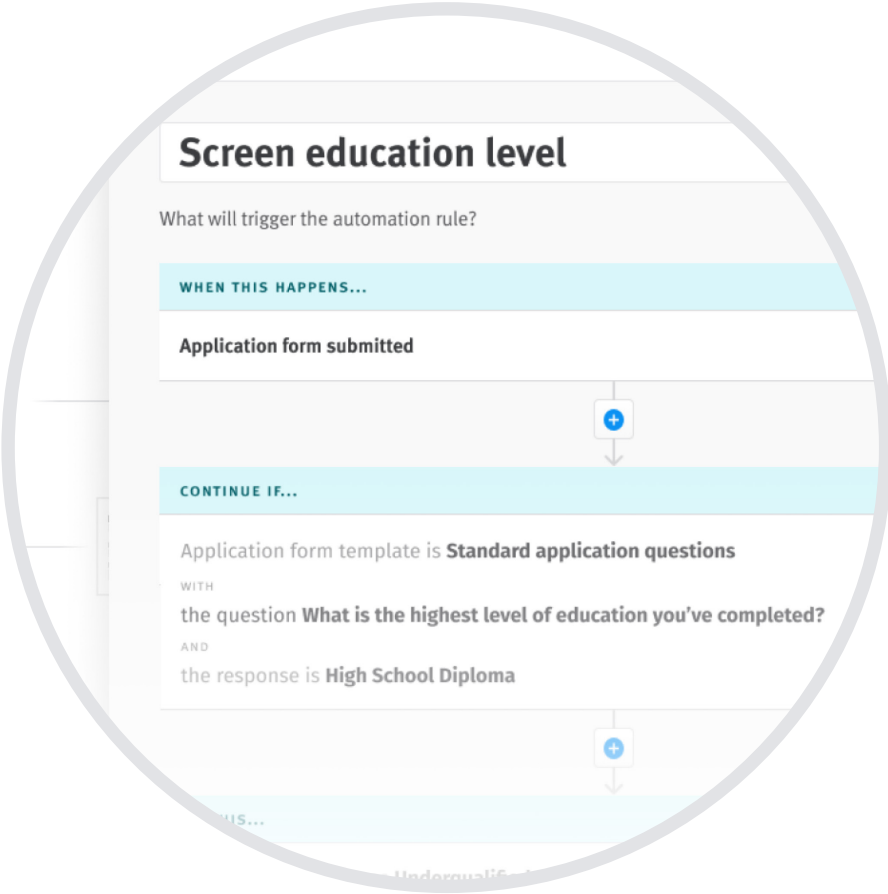 Screen education level
What will trigger the automation rule?
WHEN THIS HAPPENS...
Application form submitted
CONTINUE IF...
Application form template is Standard application questions
WITH
the question What is the highest level of education you’ve completed?
AND
the response is High School Diploma